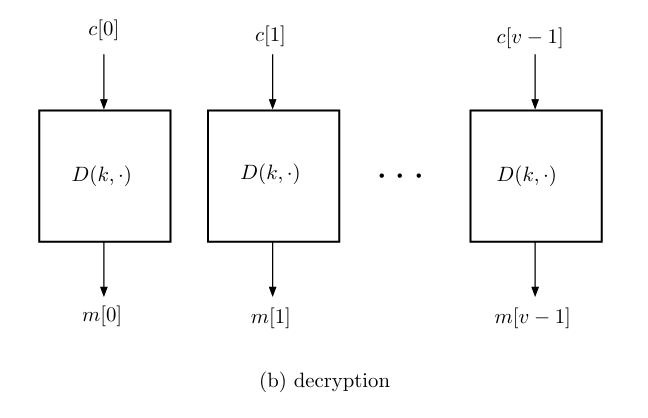 c[0] c[1] c[v − 1]
D(k, ·) D(k, ·) · · · D(k, ·)
m[0] m[1] m[v − 1]
(b) decryption